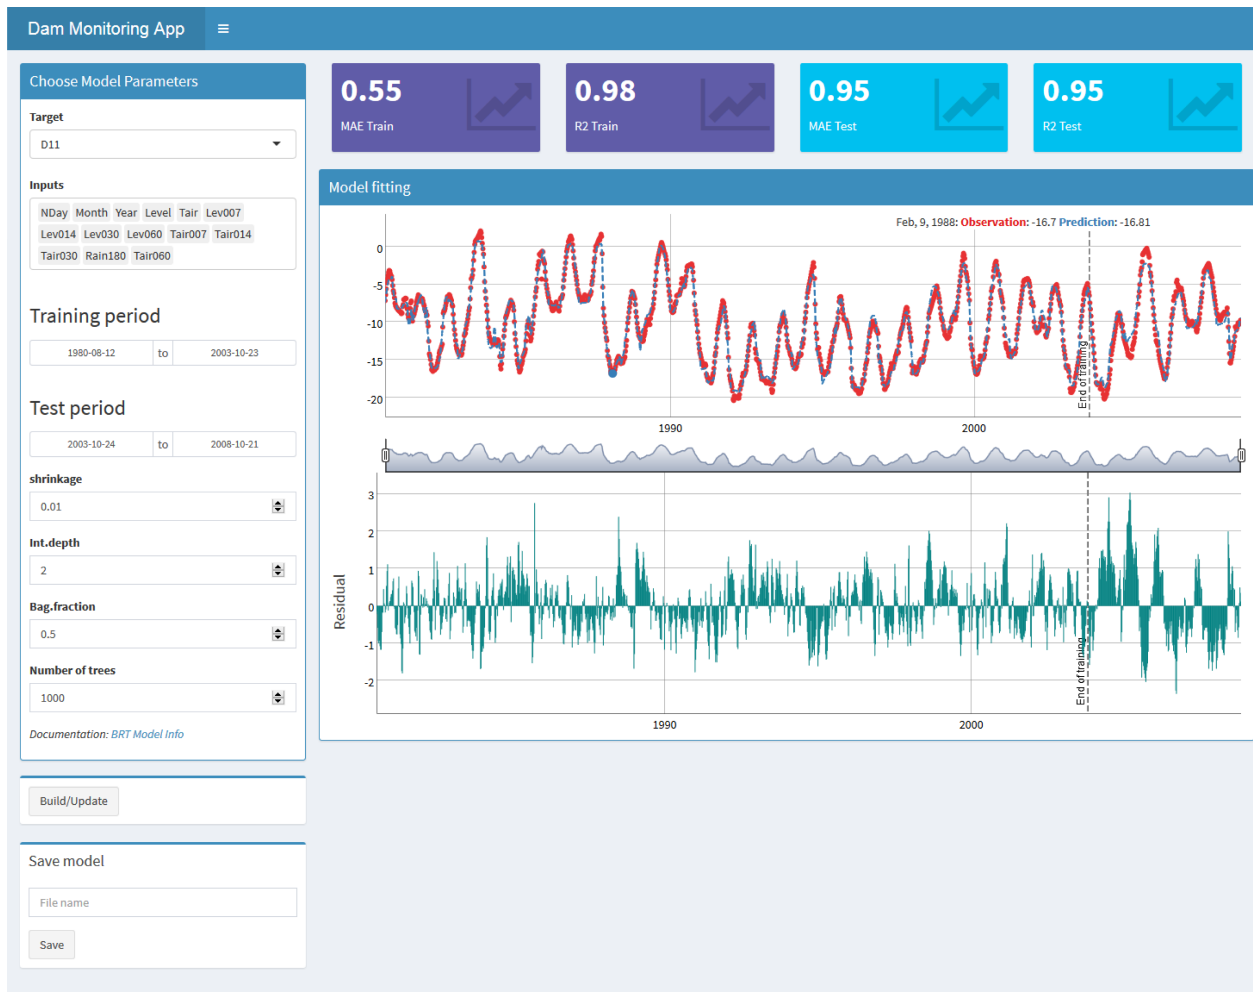 Dam Monitoring App
Choose Model Parameters
Target
D11
Inputs
NDay Month Year Level Tair Lev007
Lev014 Lev030 Lev060 Tair007 Tair014
Tair030 Rain180 Tair060
Training period
1980-08-12 to 2003-10-23
Test period
2003-10-24 to 2008-10-21
shrinkage
0.01
Int.depth
2
Bag.fraction
0.5
Number of trees
1000
Documentation: BRT Model Info
Build/Update
Save model
File name
Save
0.55
MAE Train
0.98
R2 Train
0.95
MAE Test
0.95
R2 Test
Model fitting
Feb, 9, 1988: Observation: -16.7 Prediction: -16.81
0
-5
-10
-15
-20
End of training
1990 2000
Residual
3
2
1
0
-1
-2
End of training
1990 2000